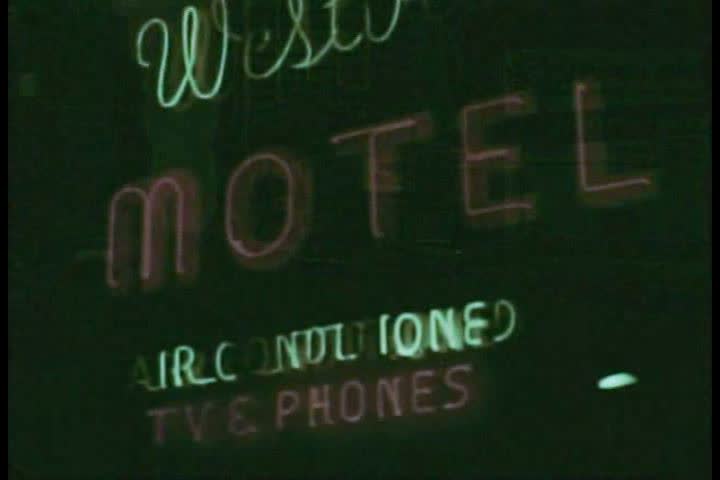 MOTEL
AIR CONDITIONED
TV & PHONES